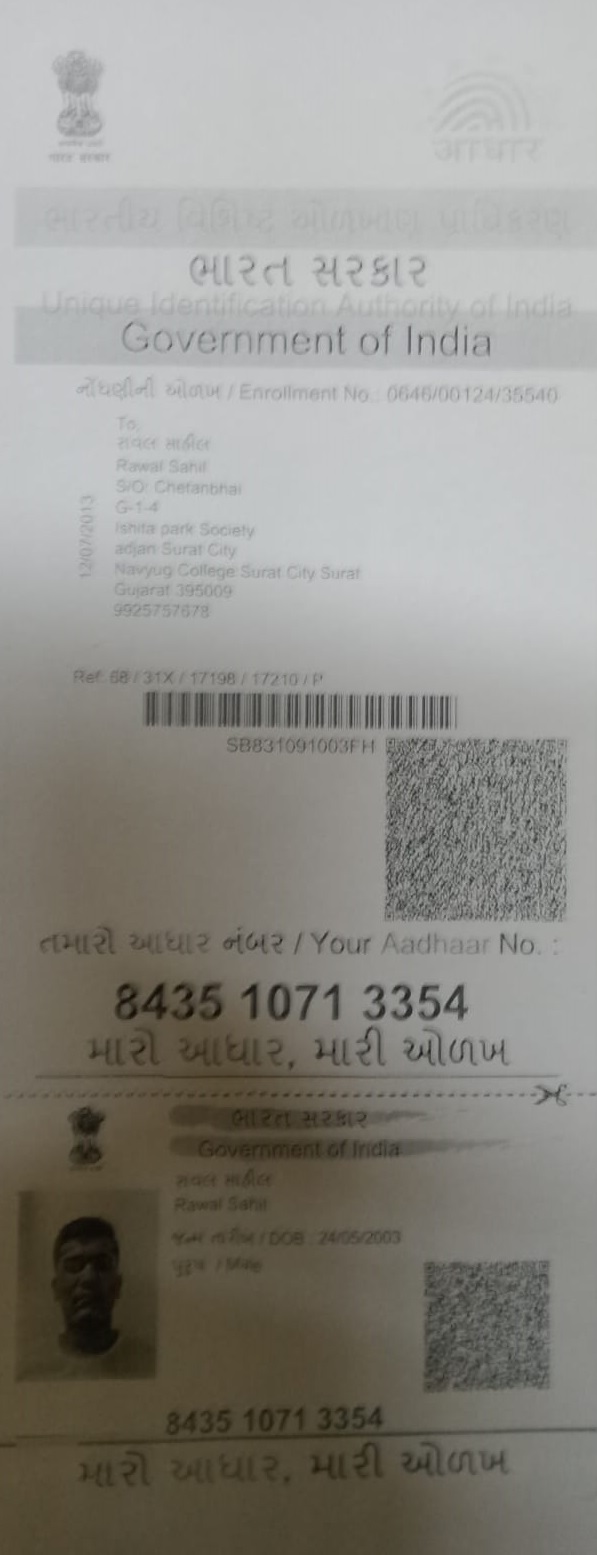 भारत सरकार
आधार
ભારતીય વિશિષ્ટ ઓળખાણ પ્રાધિકરણ
ભારત સરકાર
Unique Identification Authority of India
Government of India
નોંધણીની ઓળખ / Enrollment No.: 0646/00124/35540
To,
રાવલ સાહીલ
Rawal Sahil
S/O: Chetanbhai
G-1-4
Ishita park Society
adjan Surat City
Navyug College Surat City Surat
Gujarat 395009
9925757678
12/07/2013
Ref: 68 / 31X / 17198 / 17210 / P
SB831091003FH
તમારો આધાર નંબર / Your Aadhaar No. :
8435 1071 3354
મારો આધાર, મારી ઓળખ
ભારત સરકાર
Government of India
રાવલ સાહીલ
Rawal Sahil
જન્મ તારીખ / DOB : 24/05/2003
પુરુષ / Male
8435 1071 3354
મારો આધાર, મારી ઓળખ